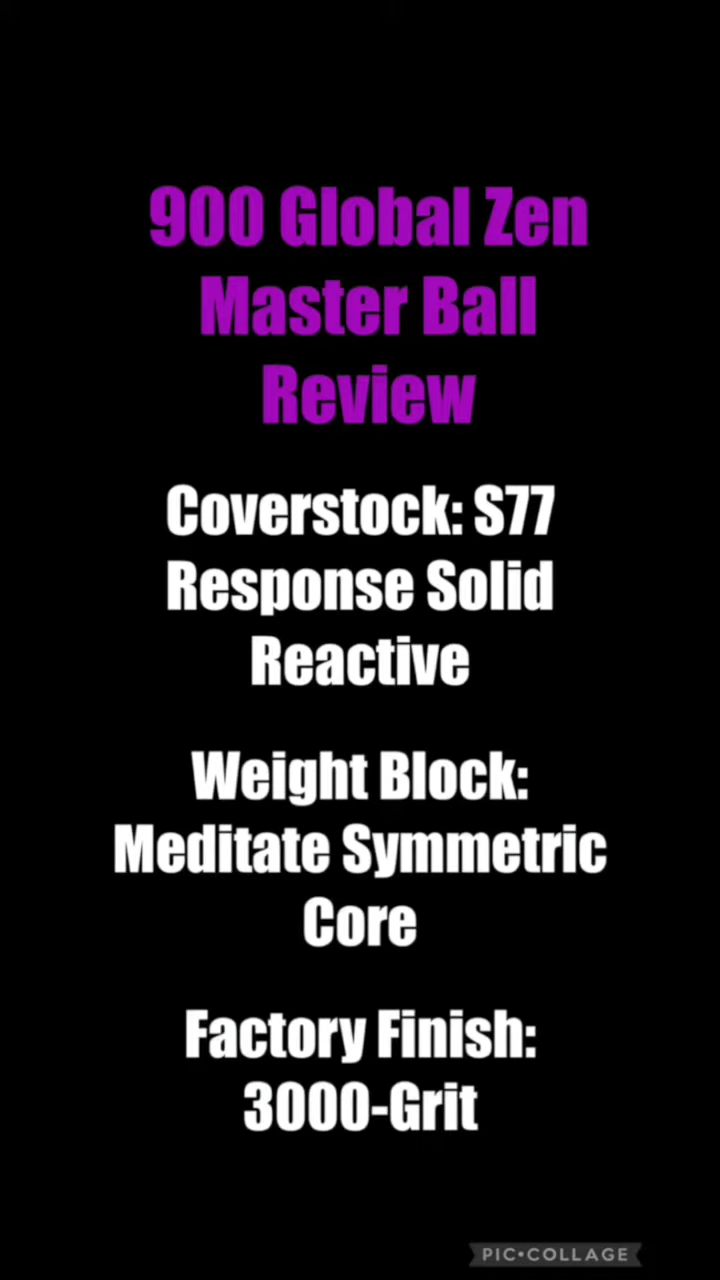 900 Global Zen
Master Ball
Review
Coverstock: S77
Response Solid
Reactive
Weight Block:
Meditate Symmetric
Core
Factory Finish:
3000-Grit
PIC•COLLAGE